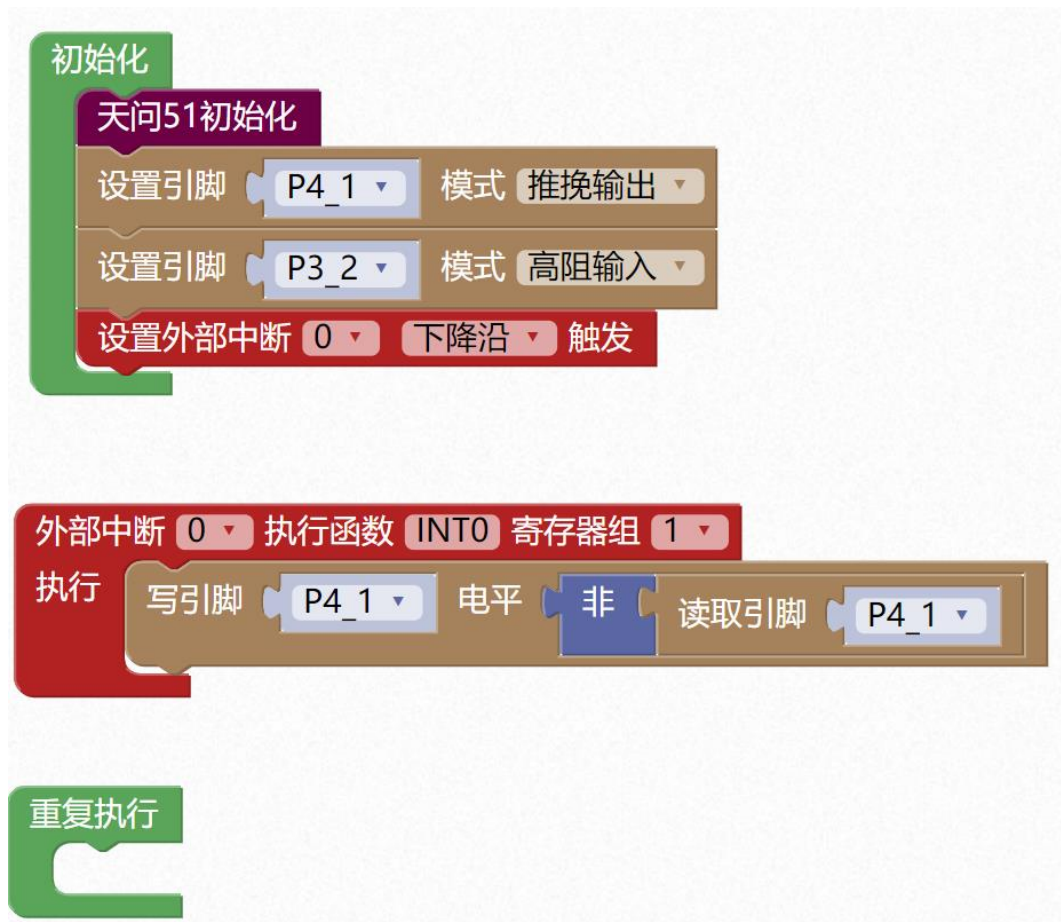 初始化
天问51初始化
设置引脚 P4_1 模式 推挽输出
设置引脚 P3_2 模式 高阻输入
设置外部中断 0 下降沿 触发
外部中断 0 执行函数 INT0 寄存器组 1
执行 写引脚 P4_1 电平 非 读取引脚 P4_1
重复执行